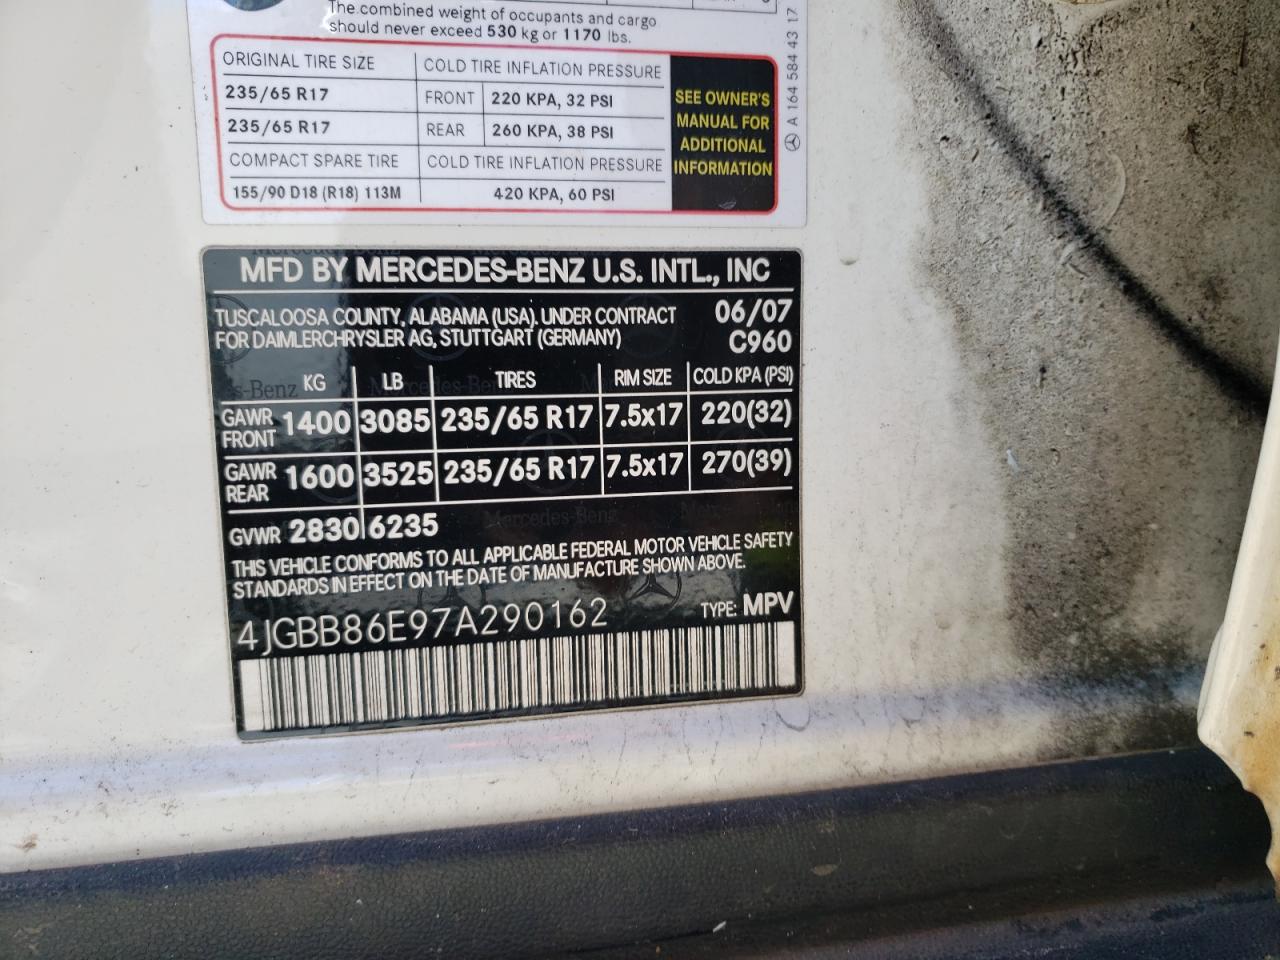 The combined weight of occupants and cargo
should never exceed 530 kg or 1170 lbs.
ORIGINAL TIRE SIZE COLD TIRE INFLATION PRESSURE
235/65 R17 FRONT 220 KPA, 32 PSI
235/65 R17 REAR 260 KPA, 38 PSI
COMPACT SPARE TIRE COLD TIRE INFLATION PRESSURE
155/90 D18 (R18) 113M 420 KPA, 60 PSI
SEE OWNER'S
MANUAL FOR
ADDITIONAL
INFORMATION
A 164 584 43 17
MFD BY MERCEDES-BENZ U.S. INTL., INC
TUSCALOOSA COUNTY, ALABAMA (USA). UNDER CONTRACT 06/07
FOR DAIMLERCHRYSLER AG, STUTTGART (GERMANY) C960
KG LB TIRES RIM SIZE COLD KPA (PSI)
GAWR FRONT 1400 3085 235/65 R17 7.5x17 220(32)
GAWR REAR 1600 3525 235/65 R17 7.5x17 270(39)
GVWR 2830 6235
THIS VEHICLE CONFORMS TO ALL APPLICABLE FEDERAL MOTOR VEHICLE SAFETY
STANDARDS IN EFFECT ON THE DATE OF MANUFACTURE SHOWN ABOVE.
4JGBB86E97A290162 TYPE: MPV